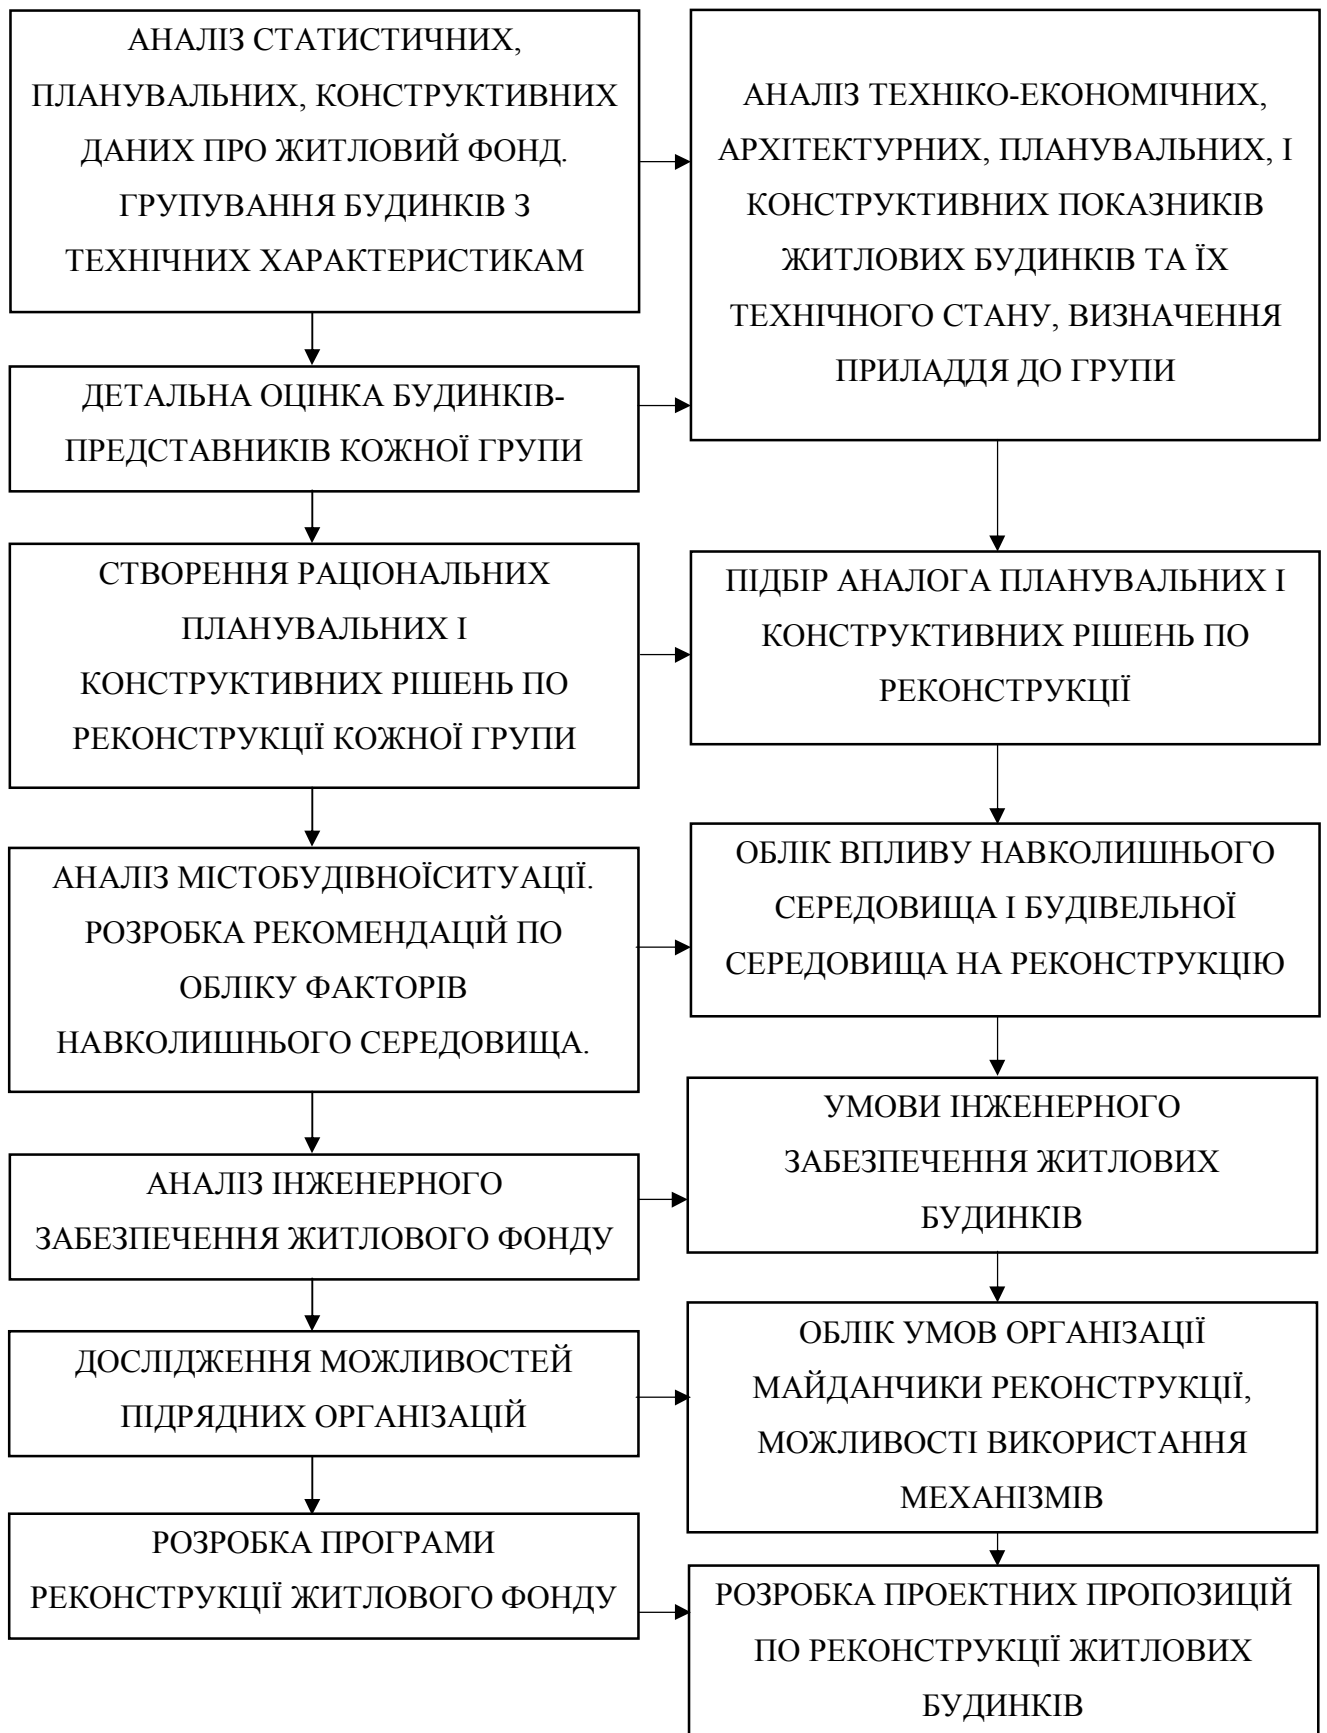 АНАЛІЗ СТАТИСТИЧНИХ,
ПЛАНУВАЛЬНИХ, КОНСТРУКТИВНИХ
ДАНИХ ПРО ЖИТЛОВИЙ ФОНД.
ГРУПУВАННЯ БУДИНКІВ З
ТЕХНІЧНИХ ХАРАКТЕРИСТИКАМ
АНАЛІЗ ТЕХНІКО-ЕКОНОМІЧНИХ,
АРХІТЕКТУРНИХ, ПЛАНУВАЛЬНИХ, І
КОНСТРУКТИВНИХ ПОКАЗНИКІВ
ЖИТЛОВИХ БУДИНКІВ ТА ЇХ
ТЕХНІЧНОГО СТАНУ, ВИЗНАЧЕННЯ
ПРИЛАДДЯ ДО ГРУПИ
ДЕТАЛЬНА ОЦІНКА БУДИНКІВ-
ПРЕДСТАВНИКІВ КОЖНОЇ ГРУПИ
СТВОРЕННЯ РАЦІОНАЛЬНИХ
ПЛАНУВАЛЬНИХ І
КОНСТРУКТИВНИХ РІШЕНЬ ПО
РЕКОНСТРУКЦІЇ КОЖНОЇ ГРУПИ
ПІДБІР АНАЛОГА ПЛАНУВАЛЬНИХ І
КОНСТРУКТИВНИХ РІШЕНЬ ПО
РЕКОНСТРУКЦІЇ
АНАЛІЗ МІСТОБУДІВНОЇСИТУАЦІЇ.
РОЗРОБКА РЕКОМЕНДАЦІЙ ПО
ОБЛІКУ ФАКТОРІВ
НАВКОЛИШНЬОГО СЕРЕДОВИЩА.
ОБЛІК ВПЛИВУ НАВКОЛИШНЬОГО
СЕРЕДОВИЩА І БУДІВЕЛЬНОЇ
СЕРЕДОВИЩА НА РЕКОНСТРУКЦІЮ
АНАЛІЗ ІНЖЕНЕРНОГО
ЗАБЕЗПЕЧЕННЯ ЖИТЛОВОГО ФОНДУ
УМОВИ ІНЖЕНЕРНОГО
ЗАБЕЗПЕЧЕННЯ ЖИТЛОВИХ
БУДИНКІВ
ДОСЛІДЖЕННЯ МОЖЛИВОСТЕЙ
ПІДРЯДНИХ ОРГАНІЗАЦІЙ
ОБЛІК УМОВ ОРГАНІЗАЦІЇ
МАЙДАНЧИКИ РЕКОНСТРУКЦІЇ,
МОЖЛИВОСТІ ВИКОРИСТАННЯ
МЕХАНІЗМІВ
РОЗРОБКА ПРОГРАМИ
РЕКОНСТРУКЦІЇ ЖИТЛОВОГО ФОНДУ
РОЗРОБКА ПРОЕКТНИХ ПРОПОЗИЦІЙ
ПО РЕКОНСТРУКЦІЇ ЖИТЛОВИХ
БУДИНКІВ